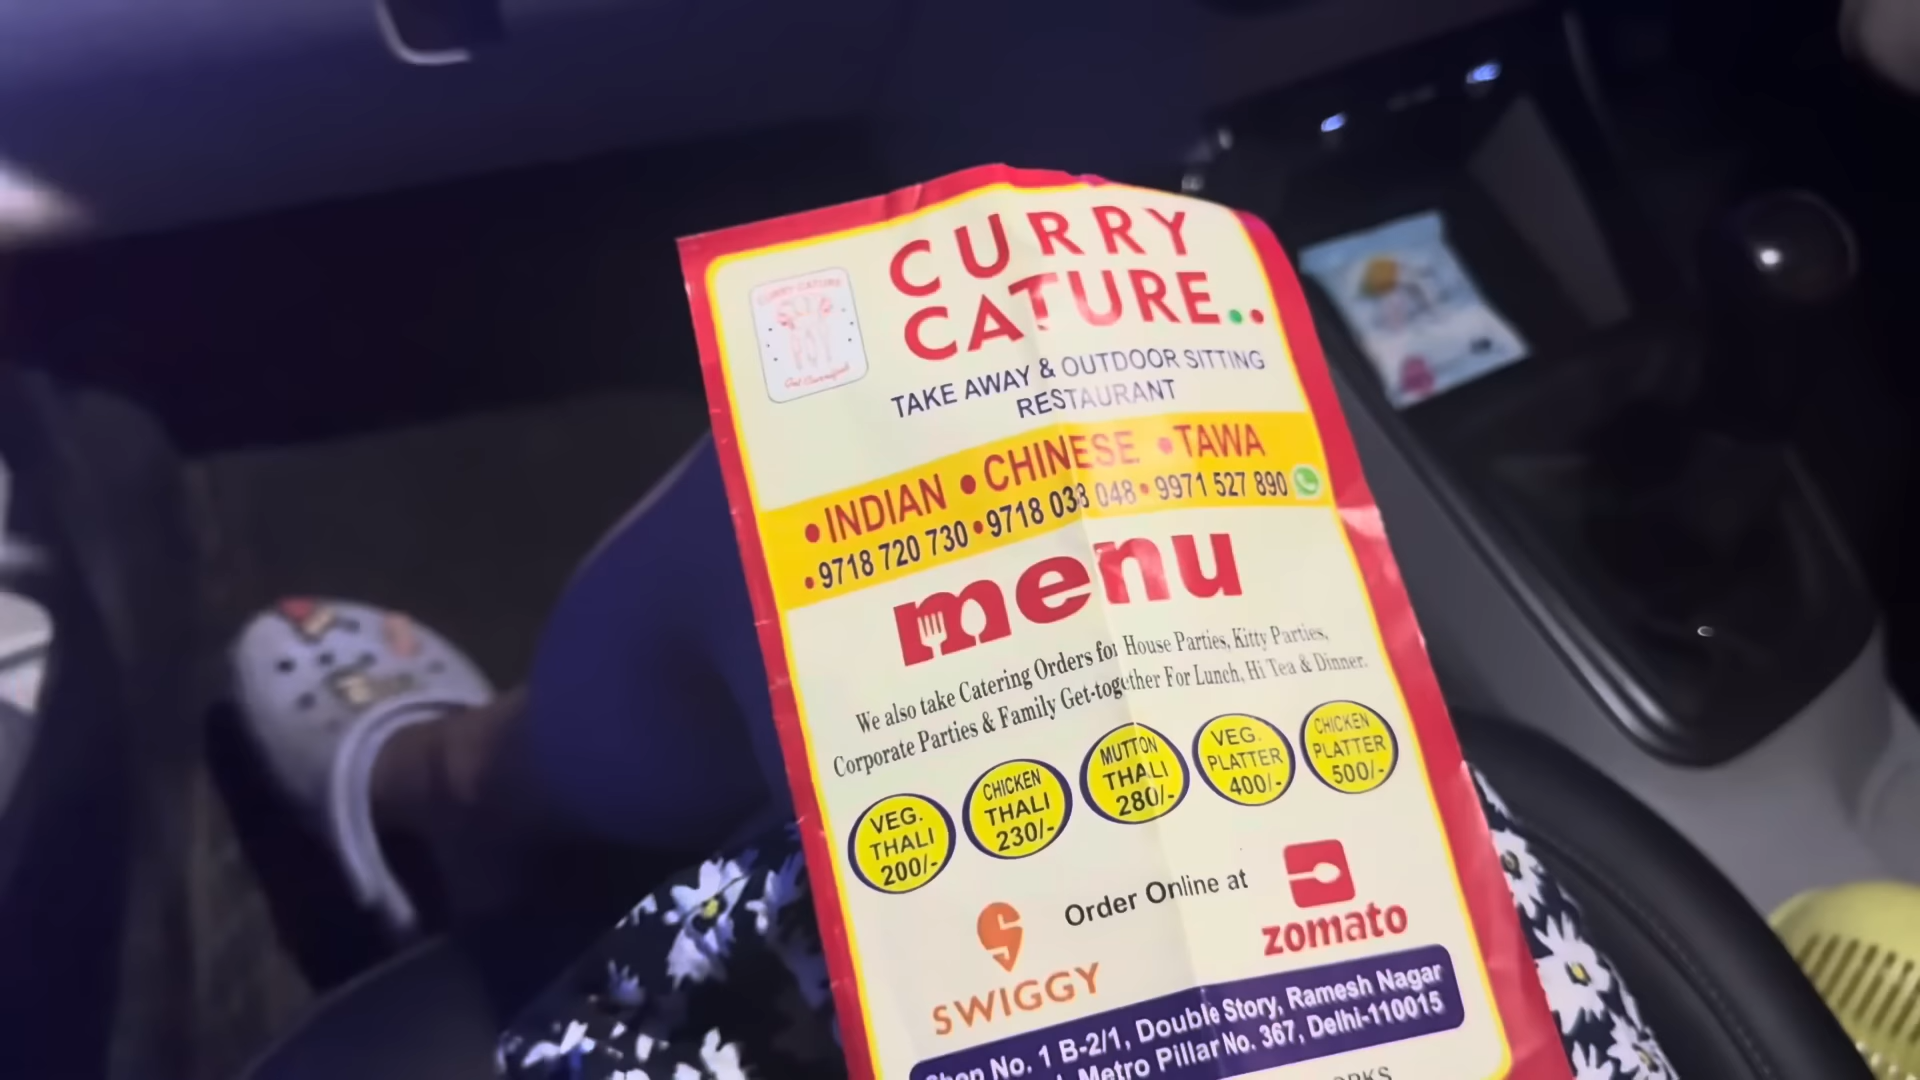 CURRY
CATURE..
CURRY CATURE
TAKE AWAY & OUTDOOR SITTING
RESTAURANT
• INDIAN • CHINESE • TAWA
• 9718 720 730 • 9718 038 048 • 9971 527 890
menu
We also take Catering Orders for House Parties, Kitty Parties,
Corporate Parties & Family Get-together For Lunch, Hi Tea & Dinner.
VEG.
THALI
200/-
CHICKEN
THALI
230/-
MUTTON
THALI
280/-
VEG.
PLATTER
400/-
CHICKEN
PLATTER
500/-
Order Online at
SWIGGY
zomato
Shop No. 1 B-2/1, Double Story, Ramesh Nagar
Metro Pillar No. 367, Delhi-110015